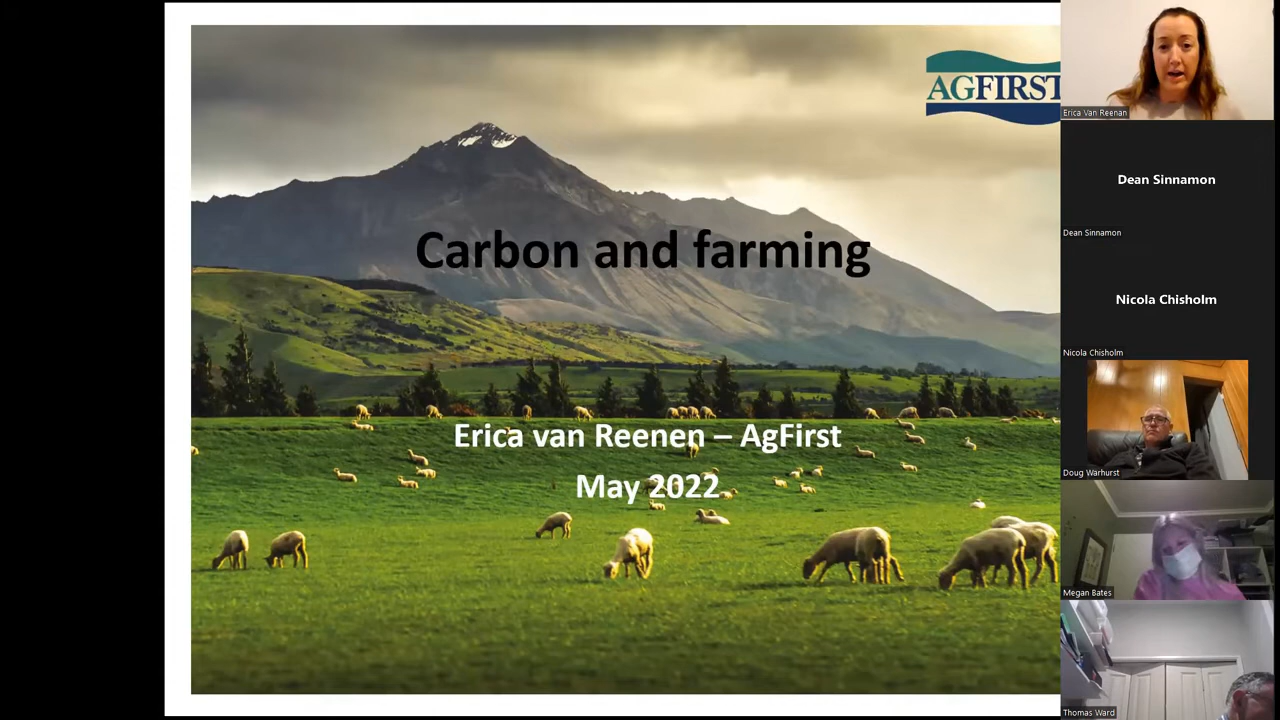 AGFIRST
Carbon and farming
Erica van Reenen – AgFirst
May 2022
Erica Van Reenan
Dean Sinnamon
Dean Sinnamon
Nicola Chisholm
Nicola Chisholm
Doug Warhurst
Megan Bates
Thomas Ward